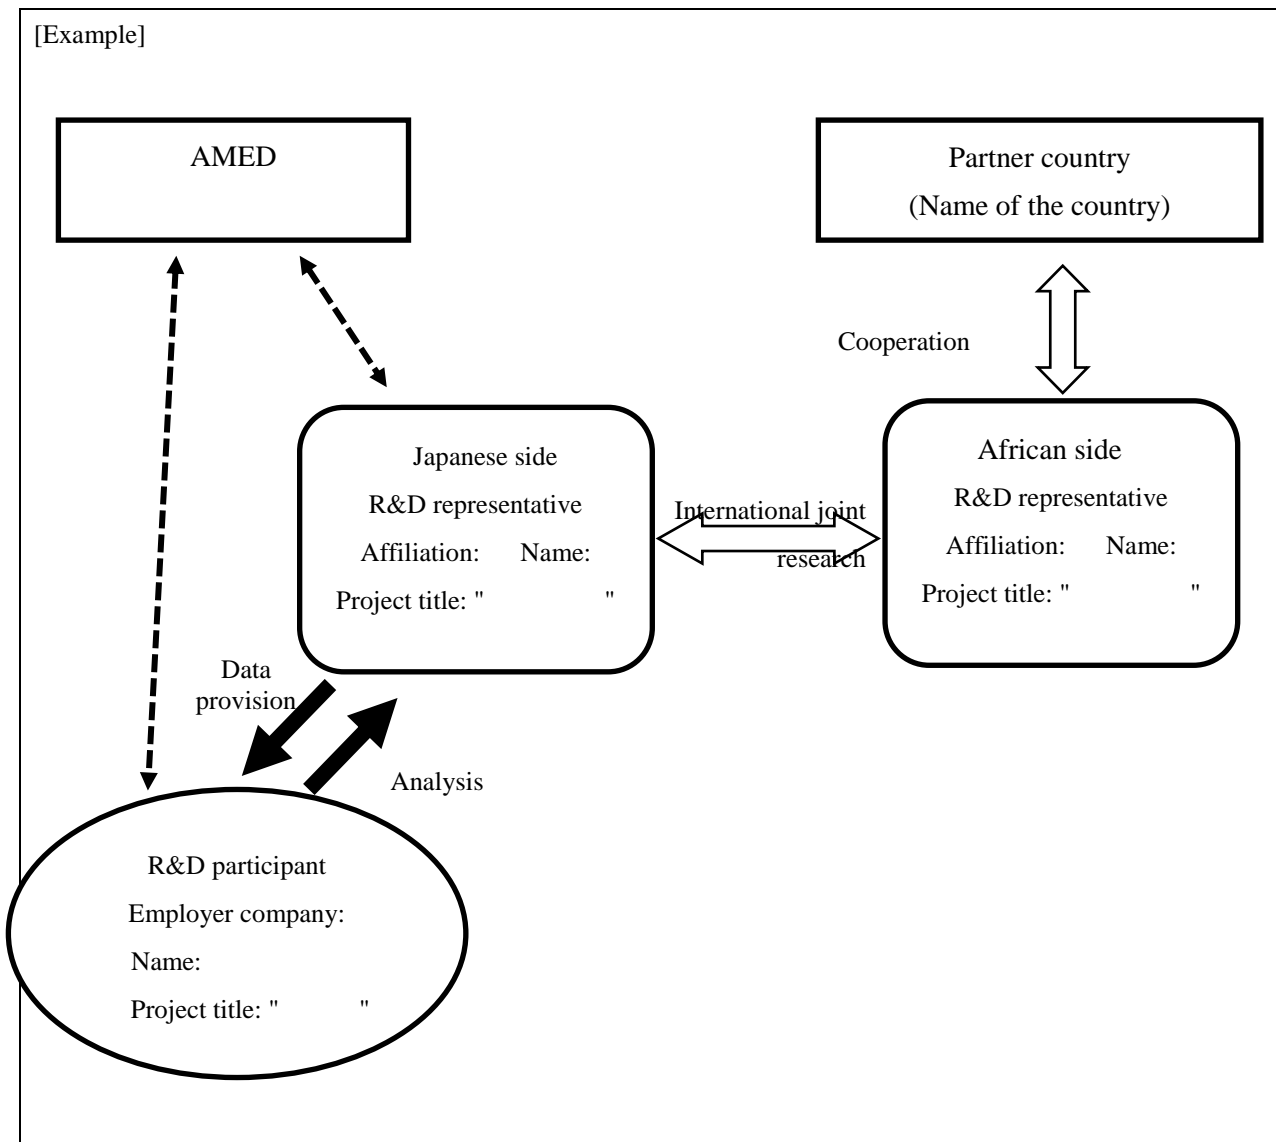 [Example]
AMED
Partner country
(Name of the country)
Cooperation
Japanese side
R&D representative
Affiliation: Name:
Project title: " "
International joint
research
African side
R&D representative
Affiliation: Name:
Project title: " "
Data
provision
Analysis
R&D participant
Employer company:
Name:
Project title: " "